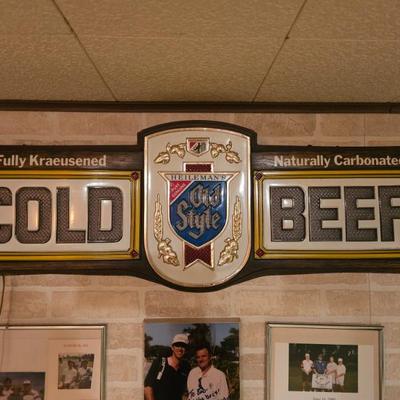 Fully Kraeusened
Naturally Carbonated
COLD
BEER
HEILEMAN'S
Old
Style